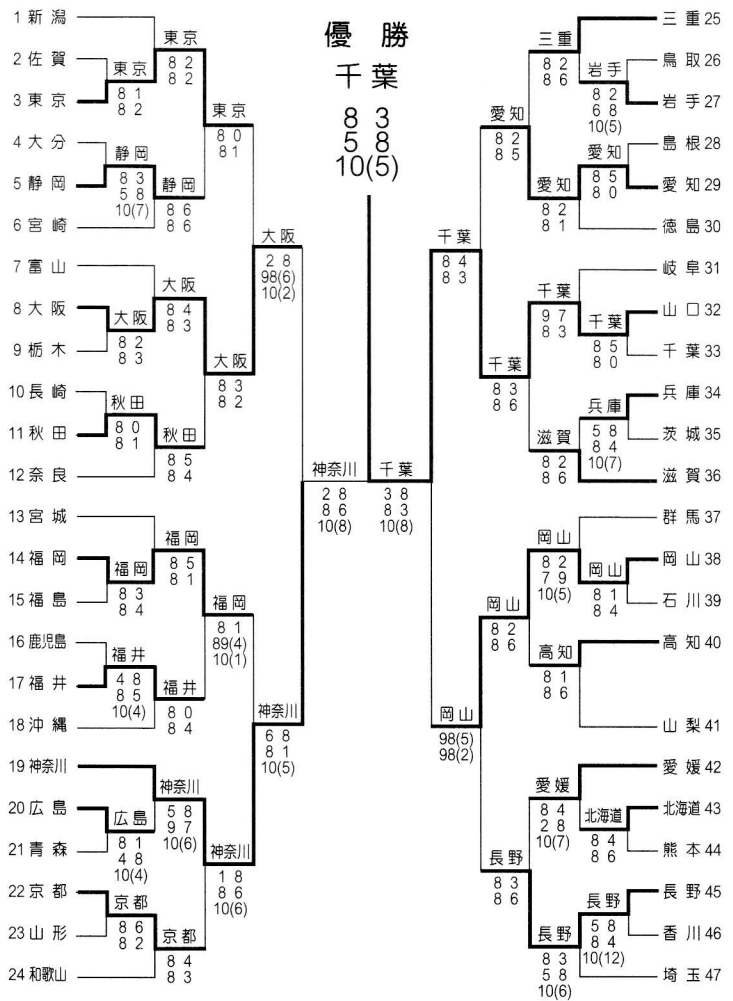 優勝
千葉
8 3
5 8
10(5)
1 新潟
2 佐賀
3 東京
4 大分
5 静岡
6 宮崎
7 富山
8 大阪
9 栃木
10 長崎
11 秋田
12 奈良
13 宮城
14 福岡
15 福島
16 鹿児島
17 福井
18 沖縄
19 神奈川
20 広島
21 青森
22 京都
23 山形
24 和歌山
東京
8 1
8 2
静岡
8 3
5 8
10(7)
大阪
8 2
8 3
秋田
8 0
8 1
福岡
8 3
8 4
福井
4 8
8 5
10(4)
広島
8 1
4 8
10(4)
京都
8 6
8 2
東京
8 2
8 2
静岡
8 6
8 6
大阪
8 4
8 3
秋田
8 5
8 4
福岡
8 5
8 1
福井
8 0
8 4
神奈川
5 8
9 7
10(6)
京都
8 4
8 3
東京
8 0
8 1
大阪
8 3
8 2
福岡
8 1
89(4)
10(1)
神奈川
1 8
8 6
10(6)
大阪
2 8
98(6)
10(2)
神奈川
6 8
8 1
10(5)
神奈川
2 8
8 6
10(8)
千葉
3 8
8 3
10(8)
千葉
8 4
8 3
岡山
98(5)
98(2)
愛知
8 2
8 5
千葉
8 3
8 6
岡山
8 2
8 6
長野
8 3
8 6
三重
8 2
8 6
愛知
8 2
8 1
千葉
9 7
8 3
滋賀
8 2
8 6
岡山
8 2
7 9
10(5)
高知
8 1
8 6
愛媛
8 4
2 8
10(7)
長野
8 3
5 8
10(6)
岩手
8 2
6 8
10(5)
愛知
8 5
8 0
千葉
8 5
8 0
兵庫
5 8
8 4
10(7)
岡山
8 1
8 4
北海道
8 4
8 6
長野
5 8
8 4
10(12)
三重 25
鳥取 26
岩手 27
島根 28
愛知 29
徳島 30
岐阜 31
山口 32
千葉 33
兵庫 34
茨城 35
滋賀 36
群馬 37
岡山 38
石川 39
高知 40
山梨 41
愛媛 42
北海道 43
熊本 44
長野 45
香川 46
埼玉 47